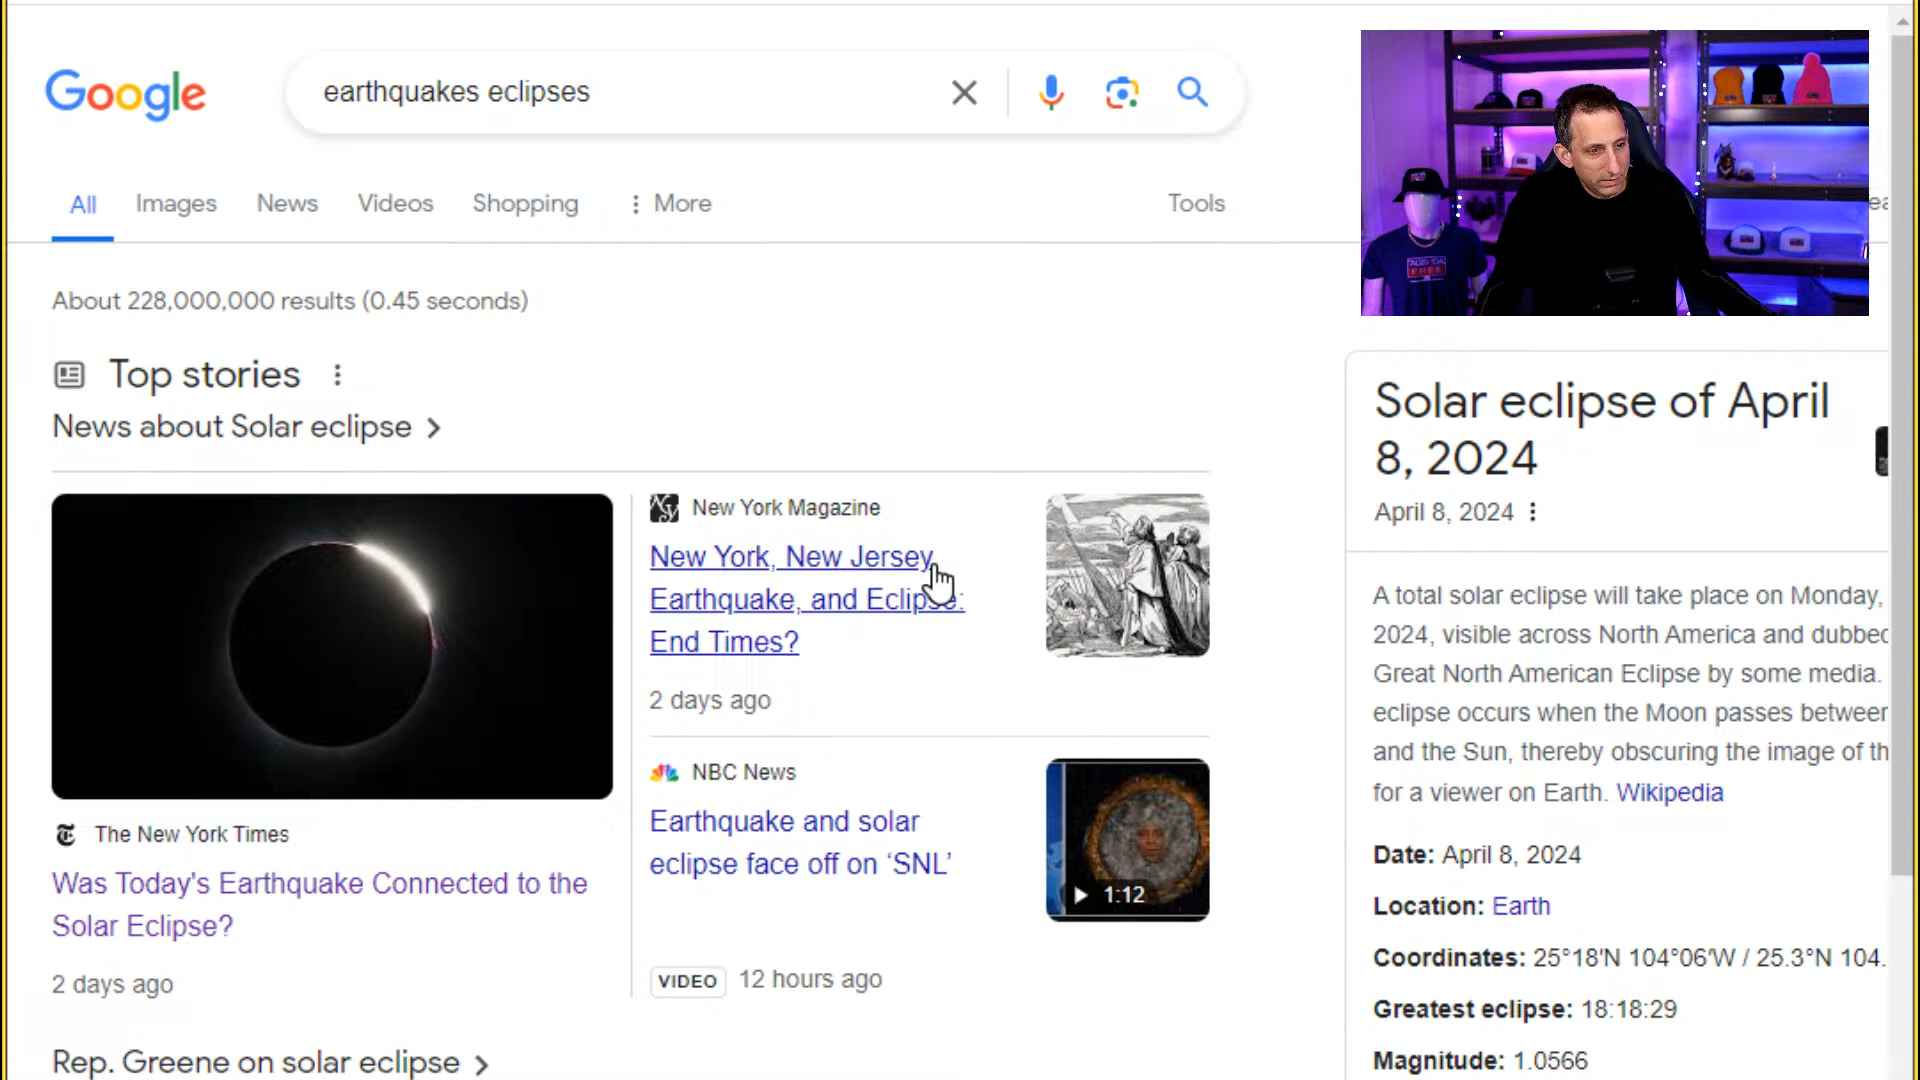 Google
earthquakes eclipses
All
Images
News
Videos
Shopping
More
Tools
About 228,000,000 results (0.45 seconds)
Top stories
News about Solar eclipse
The New York Times
Was Today's Earthquake Connected to the
Solar Eclipse?
2 days ago
New York Magazine
New York, New Jersey
Earthquake, and Eclipse:
End Times?
2 days ago
NBC News
Earthquake and solar
eclipse face off on ‘SNL’
1:12
VIDEO 12 hours ago
Rep. Greene on solar eclipse
FREE
Solar eclipse of April
8, 2024
April 8, 2024
A total solar eclipse will take place on Monday,
2024, visible across North America and dubbed
Great North American Eclipse by some media.
eclipse occurs when the Moon passes between
and the Sun, thereby obscuring the image of th
for a viewer on Earth. Wikipedia
Date: April 8, 2024
Location: Earth
Coordinates: 25°18′N 104°06′W / 25.3°N 104.
Greatest eclipse: 18:18:29
Magnitude: 1.0566